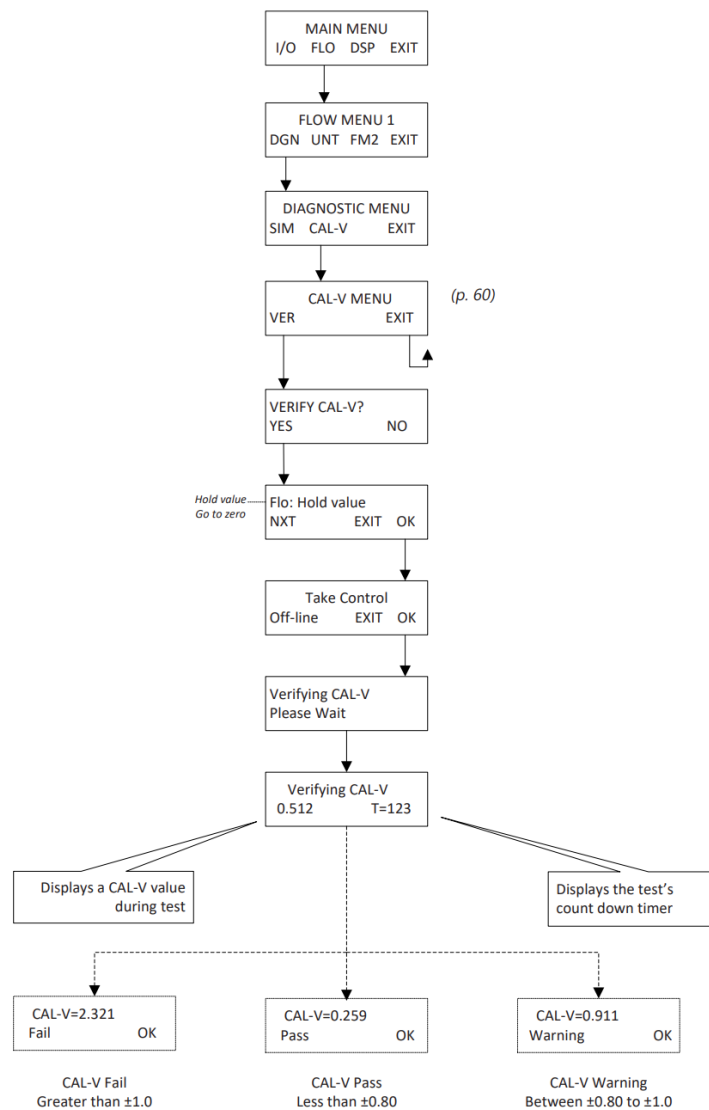 MAIN MENU
I/O FLO DSP EXIT
FLOW MENU 1
DGN UNT FM2 EXIT
DIAGNOSTIC MENU
SIM CAL-V EXIT
CAL-V MENU
VER EXIT
(p. 60)
VERIFY CAL-V?
YES NO
Hold value
Go to zero
Flo: Hold value
NXT EXIT OK
Take Control
Off-line EXIT OK
Verifying CAL-V
Please Wait
Verifying CAL-V
0.512 T=123
Displays a CAL-V value
during test
Displays the test's
count down timer
CAL-V=2.321
Fail OK
CAL-V=0.259
Pass OK
CAL-V=0.911
Warning OK
CAL-V Fail
Greater than ±1.0
CAL-V Pass
Less than ±0.80
CAL-V Warning
Between ±0.80 to ±1.0